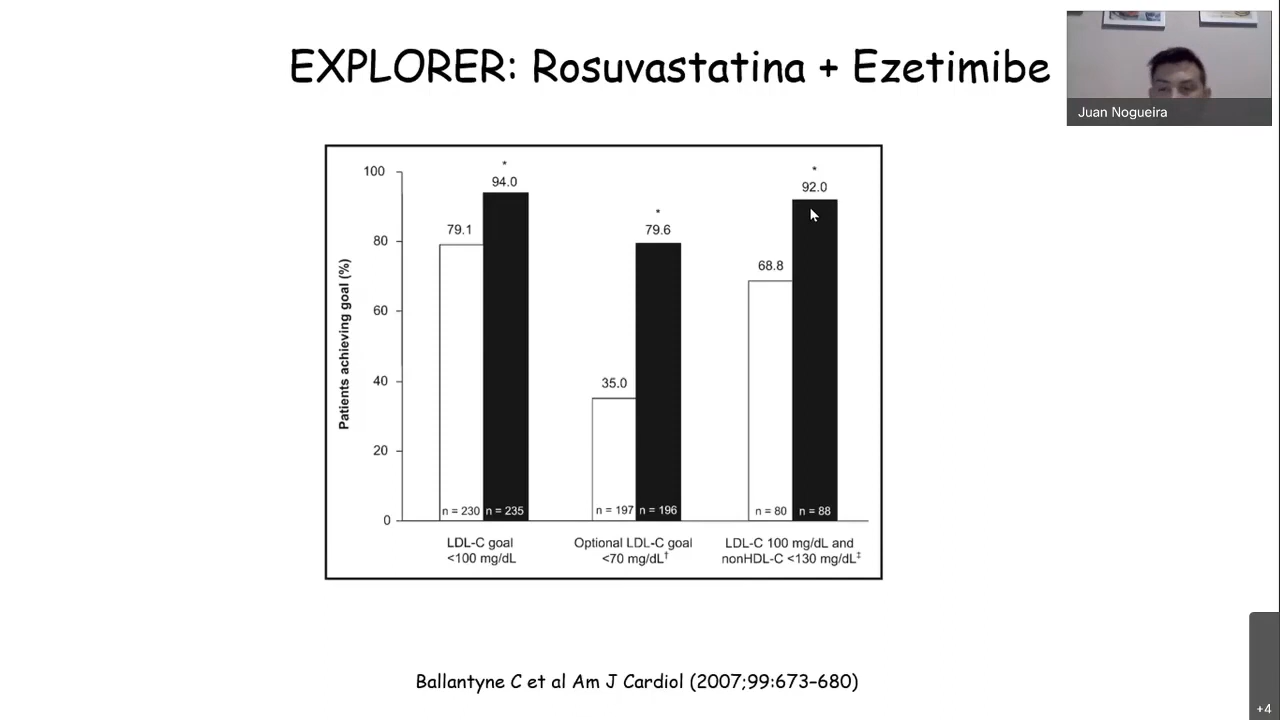 EXPLORER: Rosuvastatina + Ezetimibe
Juan Nogueira
Patients achieving goal (%)
100
80
60
40
20
0
79.1
*
94.0
35.0
*
79.6
68.8
*
92.0
n = 230 n = 235
n = 197 n = 196
n = 80 n = 88
LDL-C goal
<100 mg/dL
Optional LDL-C goal
<70 mg/dL†
LDL-C 100 mg/dL and
nonHDL-C <130 mg/dL‡
Ballantyne C et al Am J Cardiol (2007;99:673–680)
+4